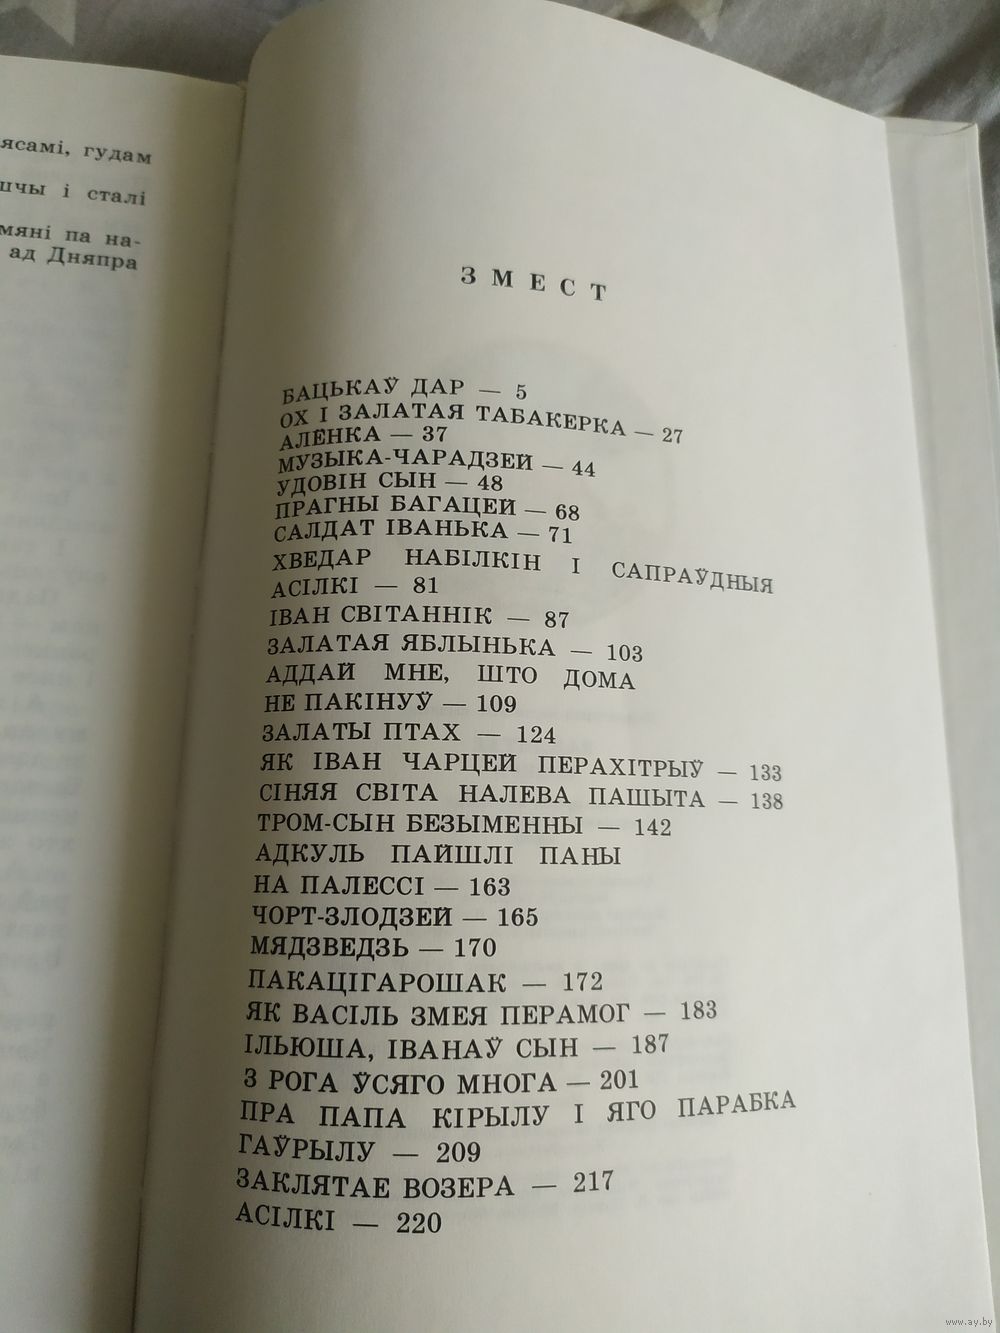 ясамі, гудам
і сталі
па на-
ад Дняпра
ЗМЕСТ
БАЦЬКАЎ ДАР — 5
ОХ І ЗАЛАТАЯ ТАБАКЕРКА — 27
АЛЁНКА — 37
МУЗЫКА-ЧАРАДЗЕЙ — 44
УДОВІН СЫН — 48
ПРАГНЫ БАГАЦЕЙ — 68
САЛДАТ ІВАНЬКА — 71
ХВЕДАР НАБІЛКІН І САПРАЎДНЫЯ
АСІЛКІ — 81
ІВАН СВІТАННІК — 87
ЗАЛАТАЯ ЯБЛЫНЬКА — 103
АДДАЙ МНЕ, ШТО ДОМА
НЕ ПАКІНУЎ — 109
ЗАЛАТЫ ПТАХ — 124
ЯК ІВАН ЧАРЦЕЙ ПЕРАХІТРЫЎ — 133
СІНЯЯ СВІТА НАЛЕВА ПАШЫТА — 138
ТРОМ-СЫН БЕЗЫМЕННЫ — 142
АДКУЛЬ ПАЙШЛІ ПАНЫ
НА ПАЛЕССІ — 163
ЧОРТ-ЗЛОДЗЕЙ — 165
МЯДЗВЕДЗЬ — 170
ПАКАЦІГАРОШАК — 172
ЯК ВАСІЛЬ ЗМЕЯ ПЕРАМОГ — 183
ІЛЬЮША, ІВАНАЎ СЫН — 187
З РОГА ЎСЯГО МНОГА — 201
ПРА ПАПА КІРЫЛУ І ЯГО ПАРАБКА
ГАЎРЫЛУ — 209
ЗАКЛЯТАЕ ВОЗЕРА — 217
АСІЛКІ — 220
www.ay.by